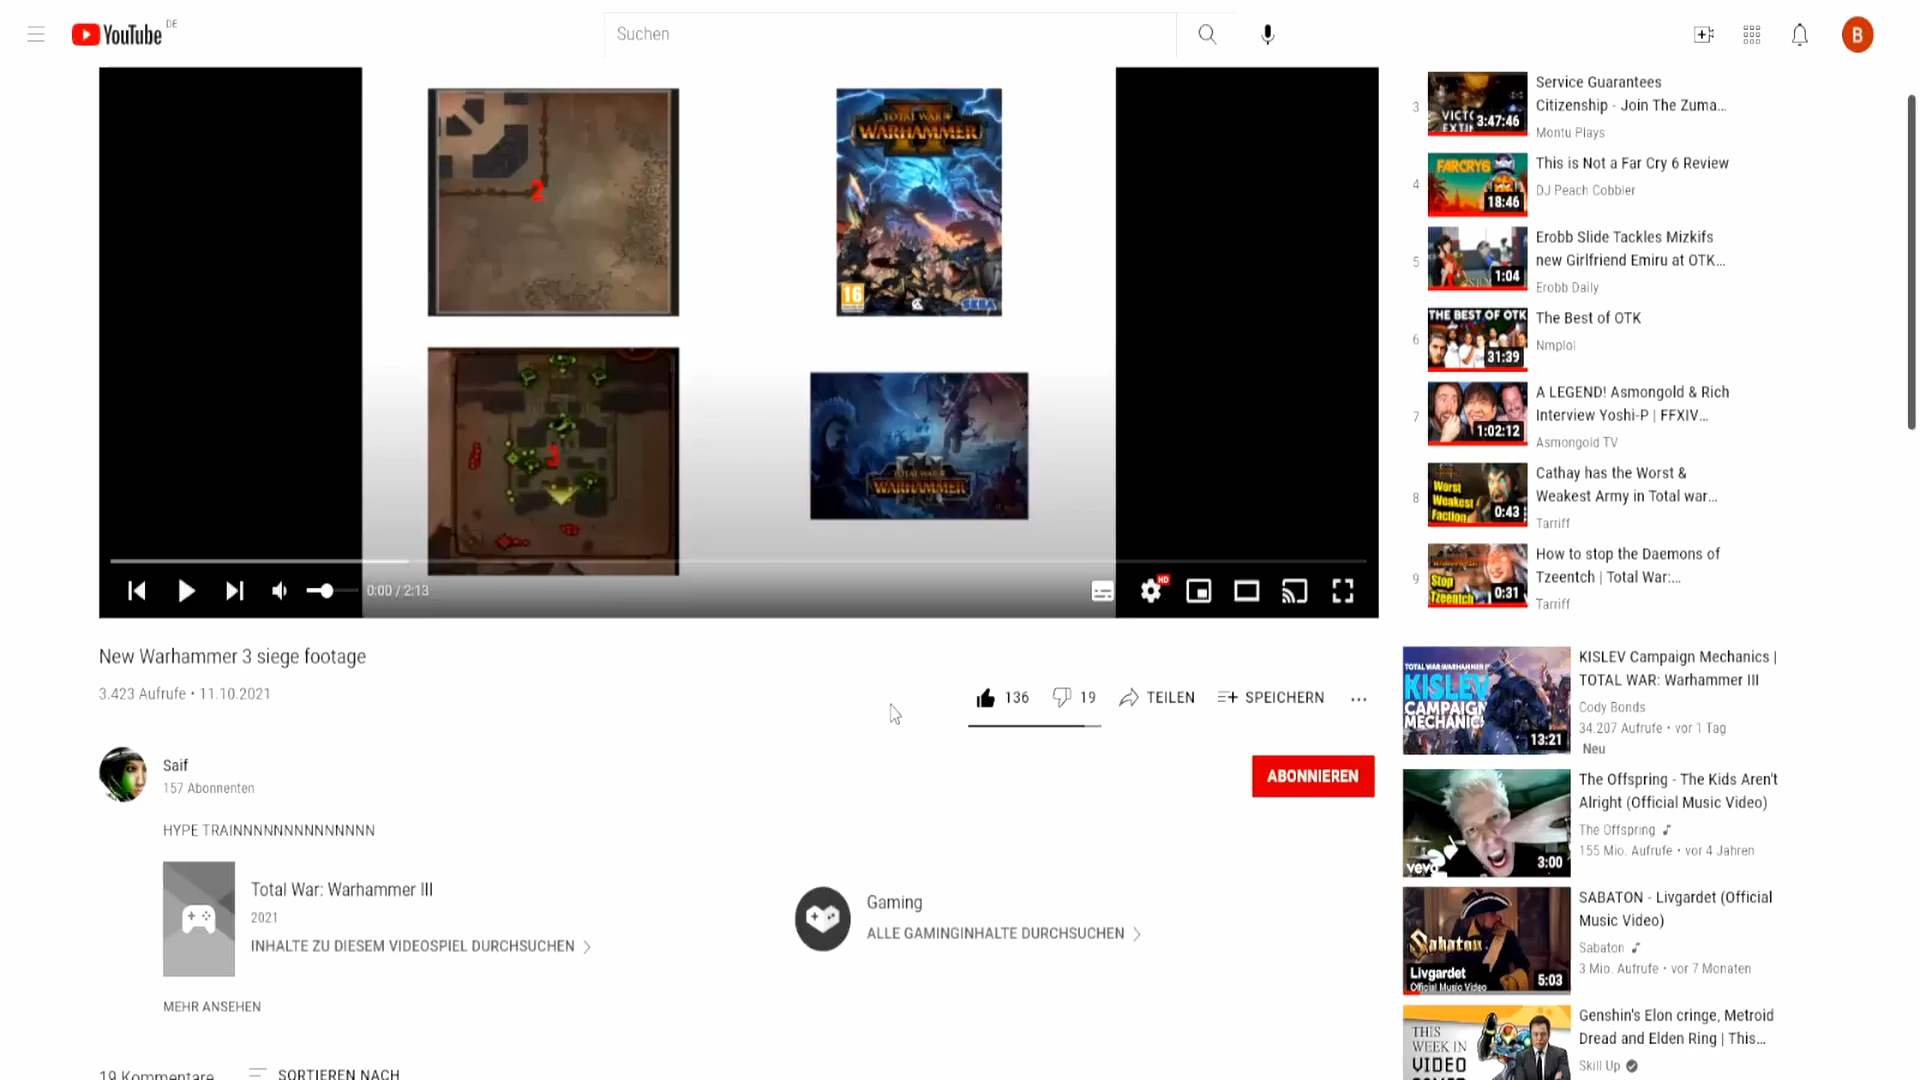 YouTube DE
Suchen
B
2
TOTAL WAR
WARHAMMER
II
16
SEGA
3
TOTAL WAR
WARHAMMER
III
0:00 / 2:13
HD
New Warhammer 3 siege footage
3.423 Aufrufe • 11.10.2021
136
19
TEILEN
SPEICHERN
...
Saif
157 Abonnenten
ABONNIEREN
HYPE TRAINNNNNNNNNNNNNN
Total War: Warhammer III
2021
INHALTE ZU DIESEM VIDEOSPIEL DURCHSUCHEN
Gaming
ALLE GAMINGINHALTE DURCHSUCHEN
MEHR ANSEHEN
19 Kommentare
SORTIEREN NACH
3
3:47:46
Service Guarantees
Citizenship - Join The Zuma...
Montu Plays
4
FARCRY6
18:46
This is Not a Far Cry 6 Review
DJ Peach Cobbler
5
1:04
Erobb Slide Tackles Mizkifs
new Girlfriend Emiru at OTK...
Erobb Daily
6
THE BEST OF OTK
31:39
The Best of OTK
Nmplol
7
1:02:12
A LEGEND! Asmongold & Rich
Interview Yoshi-P | FFXIV...
Asmongold TV
8
Worst
Weakest
Faction
0:43
Cathay has the Worst &
Weakest Army in Total war...
Tarriff
9
Stop
Tzeentch
0:31
How to stop the Daemons of
Tzeentch | Total War:...
Tarriff
TOTAL WAR: WARHAMMER
KISLEV
CAMPAIGN
MECHANICS
13:21
KISLEV Campaign Mechanics |
TOTAL WAR: Warhammer III
Cody Bonds
34.207 Aufrufe • vor 1 Tag
Neu
vevo
3:00
The Offspring - The Kids Aren't
Alright (Official Music Video)
The Offspring
155 Mio. Aufrufe • vor 4 Jahren
Sabaton
Livgardet
Official Music Video
5:03
SABATON - Livgardet (Official
Music Video)
Sabaton
3 Mio. Aufrufe • vor 7 Monaten
THIS
WEEK IN
VIDEO
Genshin's Elon cringe, Metroid
Dread and Elden Ring | This...
Skill Up